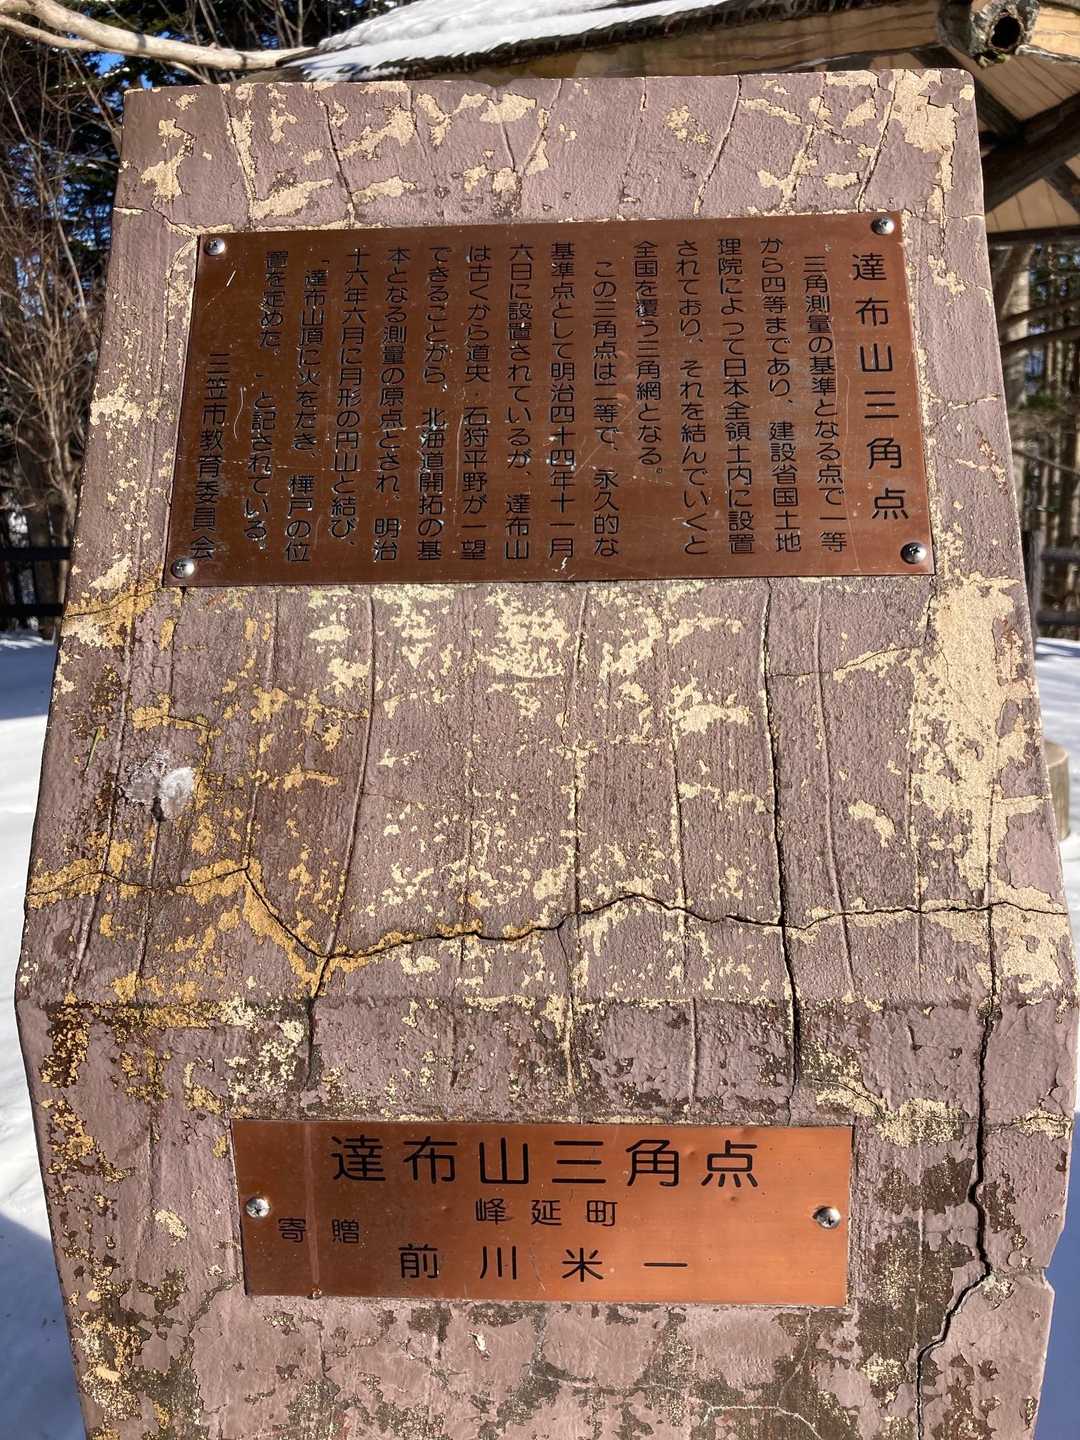 達布山三角点
三角測量の基準となる点で一等
から四等まであり、建設省国土地
理院によって日本全領土内に設置
されており、それを結んでいくと
全国を覆う三角網となる。
この三角点は二等で、永久的な
基準点として明治四十四年十一月
六日に設置されているが、達布山
は古くから道央・石狩平野が一望
できることから、北海道開拓の基
本となる測量の原点とされ、明治
十六年六月に月形の円山と結び、
「達布山頂に火をたき、樺戸の位
置を定めた。」と記されている。
三笠市教育委員会
達布山三角点
峰延町
寄贈
前川米一